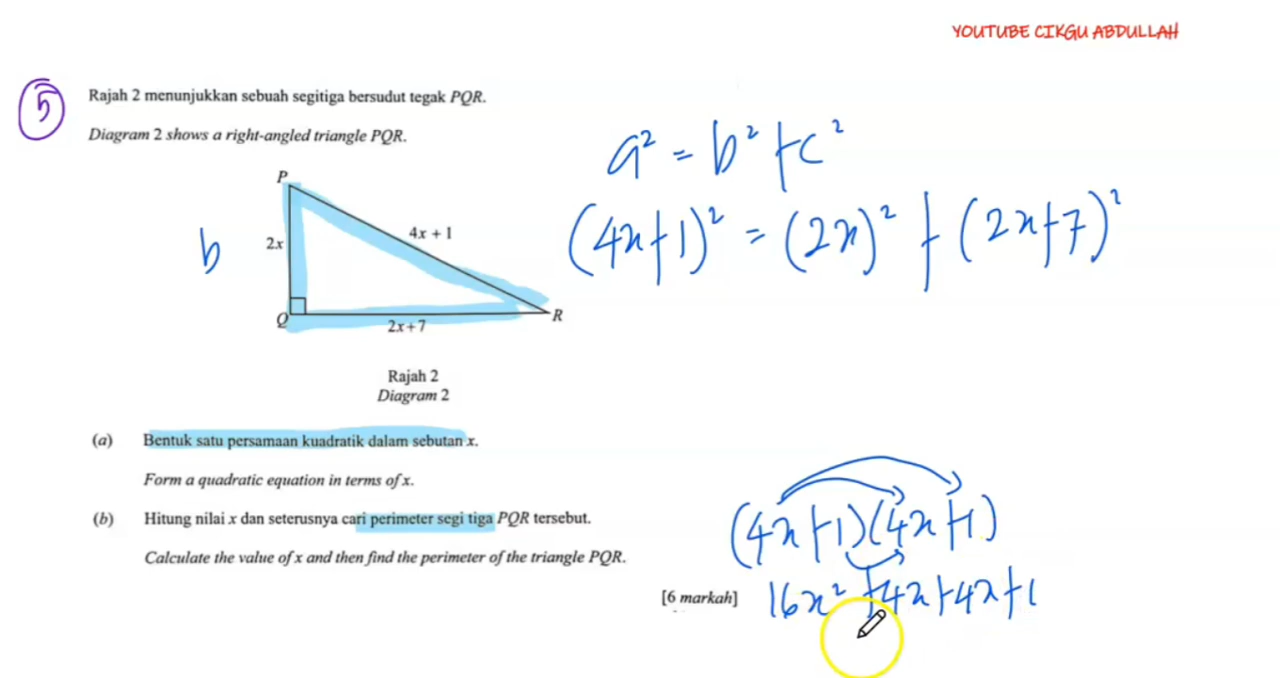 YOUTUBE CIKGU ABDULLAH
5
Rajah 2 menunjukkan sebuah segitiga bersudut tegak PQR.
Diagram 2 shows a right-angled triangle PQR.
a² = b² + c²
(4x+1)² = (2x)² + (2x+7)²
P
b
2x
4x + 1
Q
2x+7
R
Rajah 2
Diagram 2
(a) Bentuk satu persamaan kuadratik dalam sebutan x.
Form a quadratic equation in terms of x.
(b) Hitung nilai x dan seterusnya cari perimeter segi tiga PQR tersebut.
Calculate the value of x and then find the perimeter of the triangle PQR.
[6 markah]
(4x+1)(4x+1)
16x² +4x+4x+1